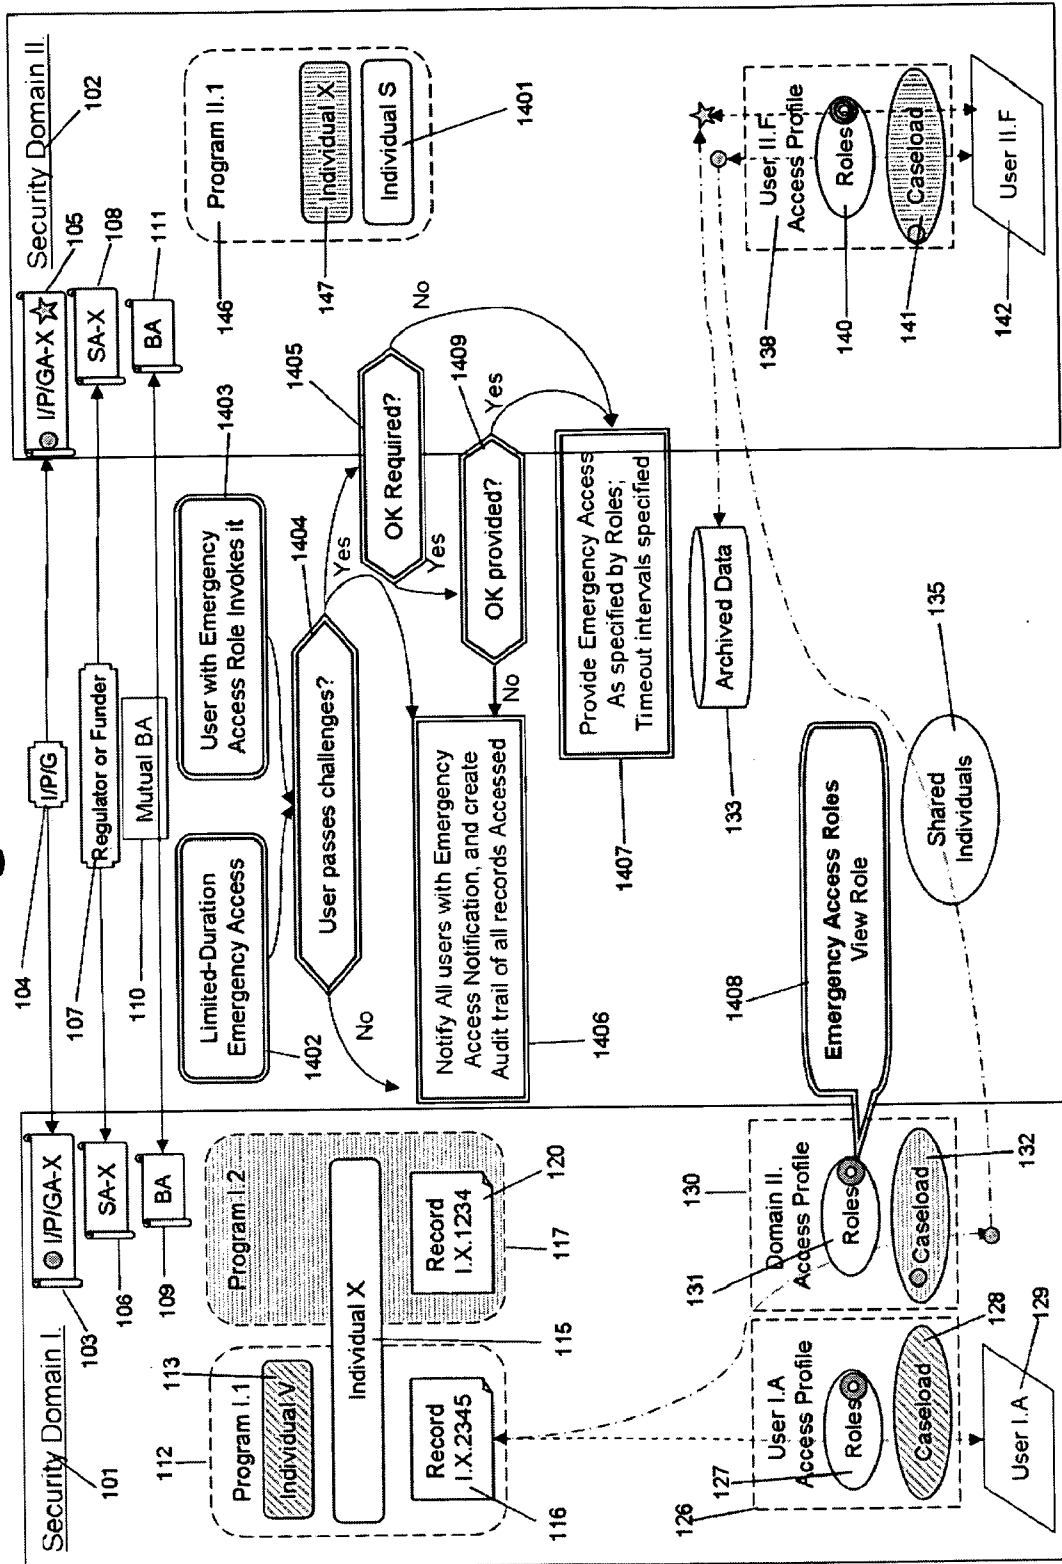 Security Domain I.
101
I/P/GA-X
103
SA-X
106
BA
109
104
I/P/G
107
Regulator or Funder
110
Mutual BA
Security Domain II.
102
I/P/GA-X
105
SA-X
108
BA
111
112
Program I.1
113
Individual V
Individual X
115
Record
I.X.2345
116
Program I.2
Record
I.X.1234
120
117
Limited-Duration
Emergency Access
1402
User with Emergency
Access Role Invokes it
1403
User passes challenges?
1404
No
Yes
OK Required?
1405
No
Yes
OK provided?
1409
Yes
No
Notify All users with Emergency
Access Notification, and create
Audit trail of all records Accessed
1406
Provide Emergency Access
As specified by Roles;
Timeout intervals specified
1407
Program II.1
146
Individual X
147
Individual S
1401
Archived Data
133
Emergency Access Roles
View Role
1408
Shared
Individuals
135
User I.A
Access Profile
126
127
Roles
Caseload
128
User I.A
129
Domain II.
Access Profile
130
131
Roles
Caseload
132
User II.F
Access Profile
138
Roles
140
Caseload
141
User II.F
142